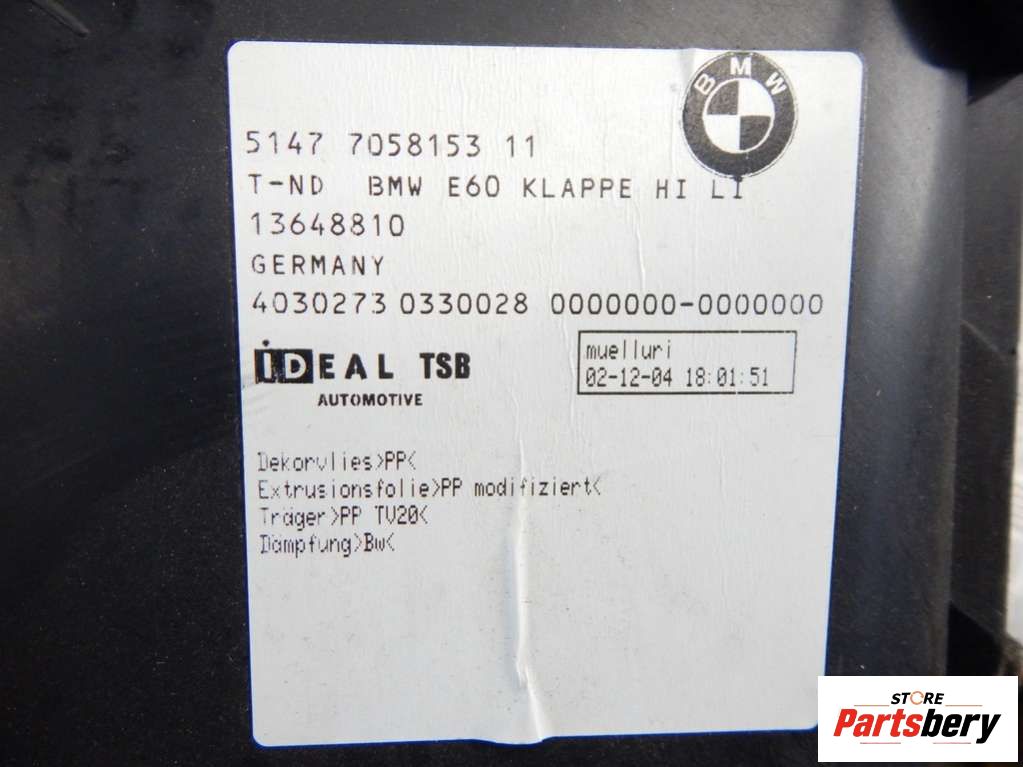 BMW
5147 7058153 11
T-ND BMW E60 KLAPPE HI LI
13648810
GERMANY
4030273 0330028 0000000-0000000
iDEAL TSB
AUTOMOTIVE
muelluri
02-12-04 18:01:51
Dekorvlies>PP<
Extrusionsfolie>PP modifiziert<
Träger>PP TV20<
Dämpfung>Bw<
STORE
Partsbery